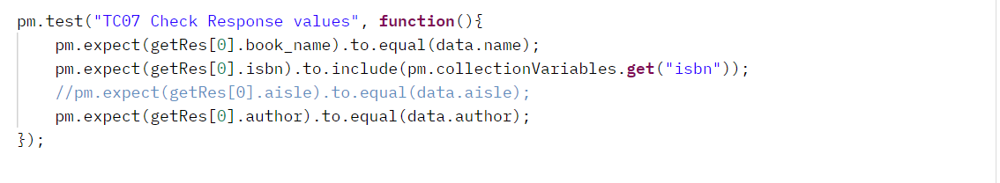 pm.test("TC07 Check Response values", function(){
    pm.expect(getRes[0].book_name).to.equal(data.name);
    pm.expect(getRes[0].isbn).to.include(pm.collectionVariables.get("isbn"));
    //pm.expect(getRes[0].aisle).to.equal(data.aisle);
    pm.expect(getRes[0].author).to.equal(data.author);
});